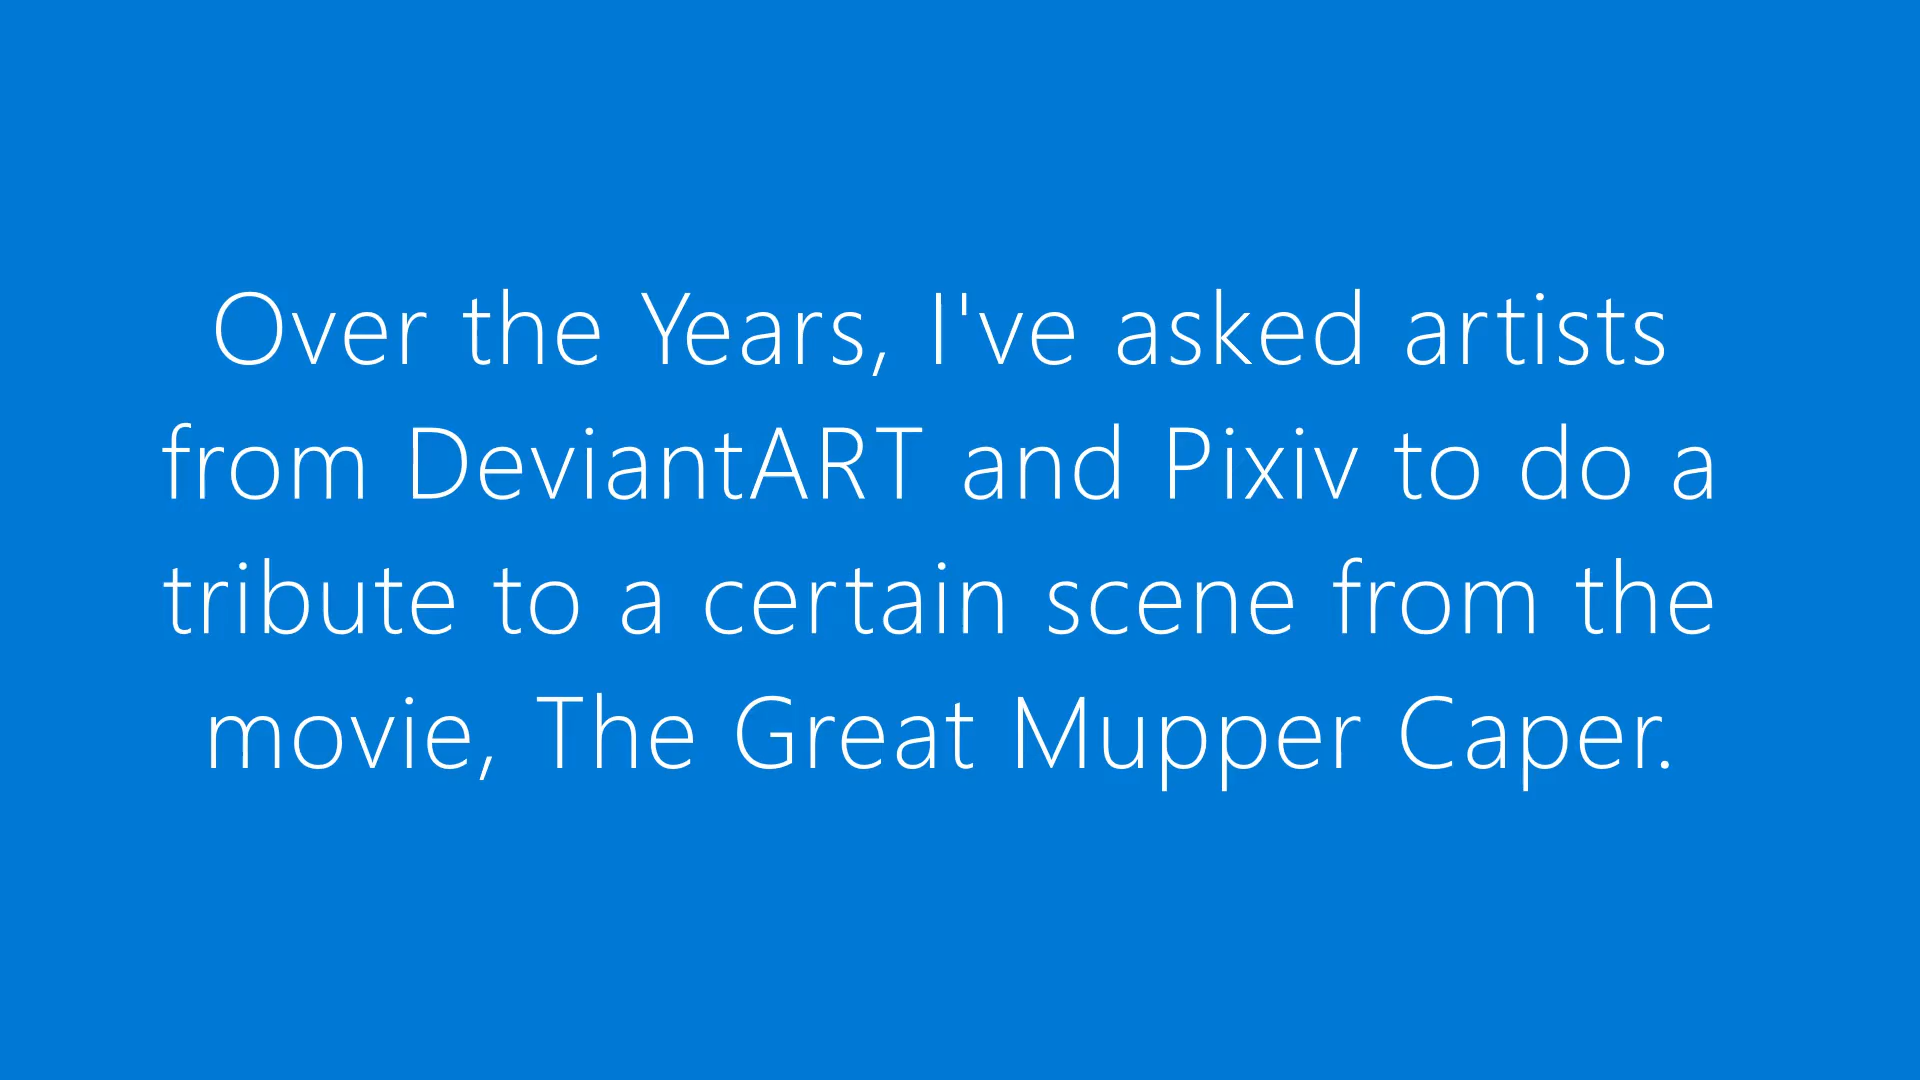 Over the Years, I've asked artists
from DeviantART and Pixiv to do a
tribute to a certain scene from the
movie, The Great Mupper Caper.